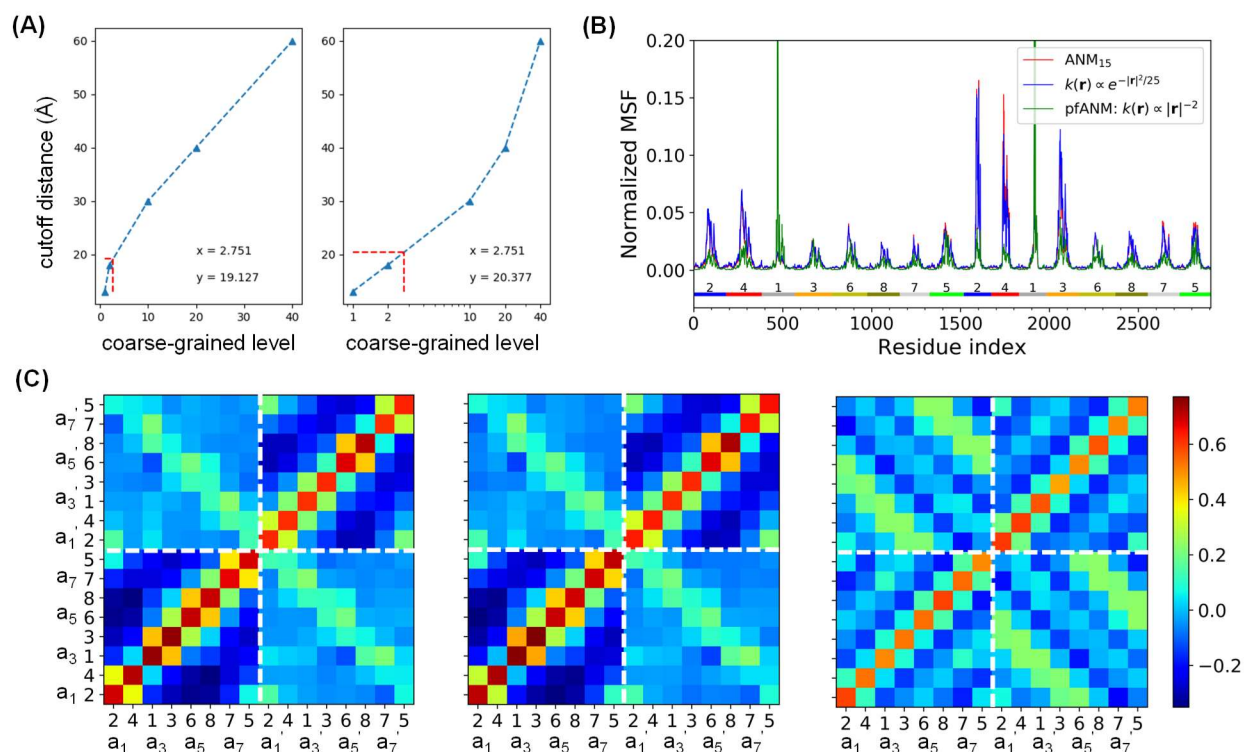 (A)
cutoff distance (Å)
60
50
40
30
20
x = 2.751
y = 19.127
1
10
20
30
40
coarse-grained level
60
50
40
30
20
x = 2.751
y = 20.377
1
2
10
20
40
coarse-grained level
(B)
Normalized MSF
0.20
0.15
0.10
0.05
0.00
ANM₁₅
k(r) ∝ e^{-|r|²/25}
pfANM: k(r) ∝ |r|⁻²
2 4 1 3 6 8 7 5 2 4 1 3 6 8 7 5
0 500 1000 1500 2000 2500
Residue index
(C)
a₇' 5
7
8
a₅' 6
3
a₃' 1
4
a₁' 2
5
a₇ 7
8
a₅ 6
3
a₃ 1
4
a₁ 2
2 4 1 3 6 8 7 5 2 4 1 3 6 8 7 5
a₁ a₃ a₅ a₇ a₁' a₃' a₅' a₇'
2 4 1 3 6 8 7 5 2 4 1 3 6 8 7 5
a₁ a₃ a₅ a₇ a₁' a₃' a₅' a₇'
2 4 1 3 6 8 7 5 2 4 1 3 6 8 7 5
a₁ a₃ a₅ a₇ a₁' a₃' a₅' a₇'
0.6
0.4
0.2
0.0
−0.2